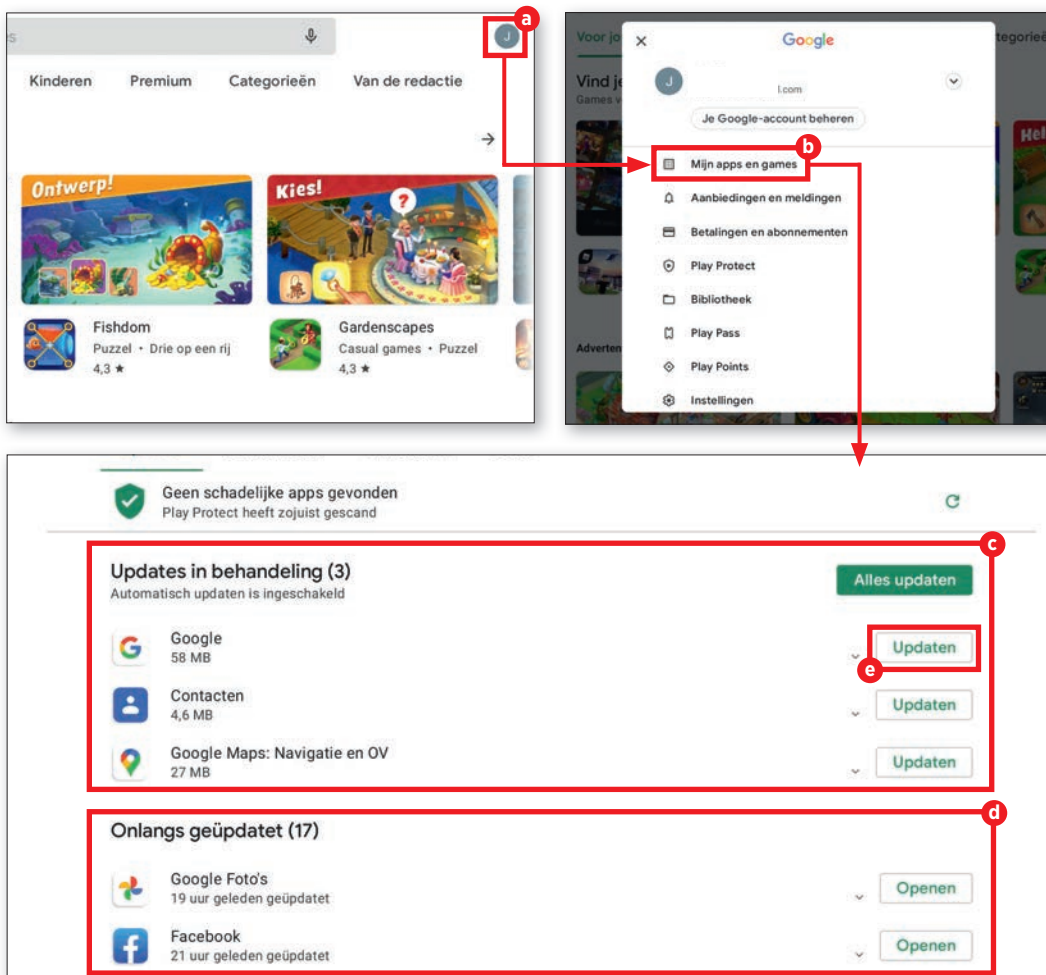 s
J
a
Kinderen Premium Categorieën Van de redactie
Ontwerp!
Kies!
?
Fishdom
Puzzel • Drie op een rij
4,3 ★
Gardenscapes
Casual games • Puzzel
4,3 ★
Voor jo
tegorieë
Vind je
Games v
Hel
Adverten
Google
J
l.com
Je Google-account beheren
b
Mijn apps en games
Aanbiedingen en meldingen
Betalingen en abonnementen
Play Protect
Bibliotheek
Play Pass
Play Points
Instellingen
Geen schadelijke apps gevonden
Play Protect heeft zojuist gescand
c
Updates in behandeling (3)
Automatisch updaten is ingeschakeld
Alles updaten
Google
58 MB
Updaten
e
Contacten
4,6 MB
Updaten
Google Maps: Navigatie en OV
27 MB
Updaten
d
Onlangs geüpdatet (17)
Google Foto's
19 uur geleden geüpdatet
Openen
Facebook
21 uur geleden geüpdatet
Openen